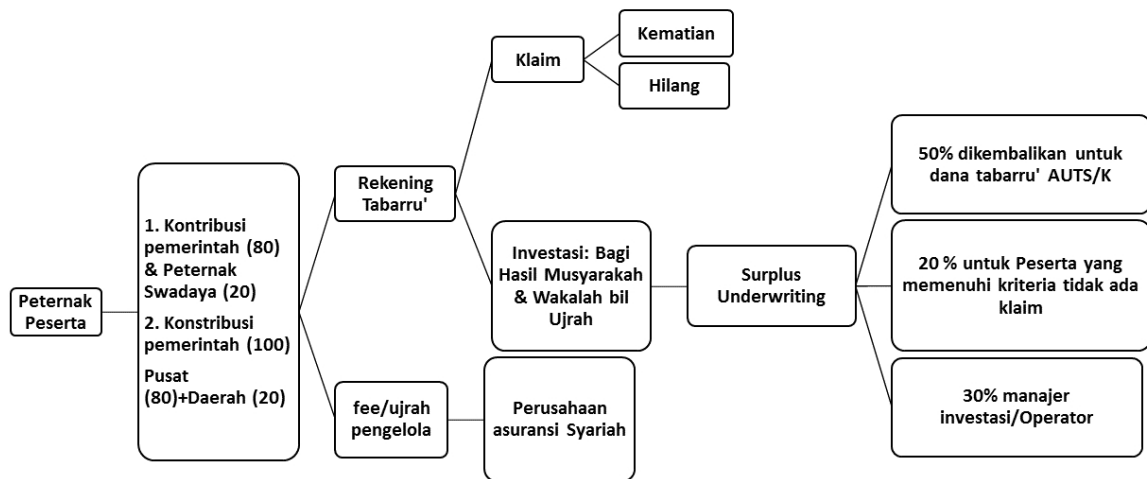 Peternak
Peserta
1. Kontribusi
pemerintah (80)
& Peternak
Swadaya (20)
2. Konstribusi
pemerintah (100)
Pusat
(80)+Daerah (20)
Rekening
Tabarru'
fee/ujrah
pengelola
Klaim
Kematian
Hilang
Investasi: Bagi
Hasil Musyarakah
& Wakalah bil
Ujrah
Perusahaan
asuransi Syariah
Surplus
Underwriting
50% dikembalikan untuk
dana tabarru' AUTS/K
20 % untuk Peserta yang
memenuhi kriteria tidak ada
klaim
30% manajer
investasi/Operator